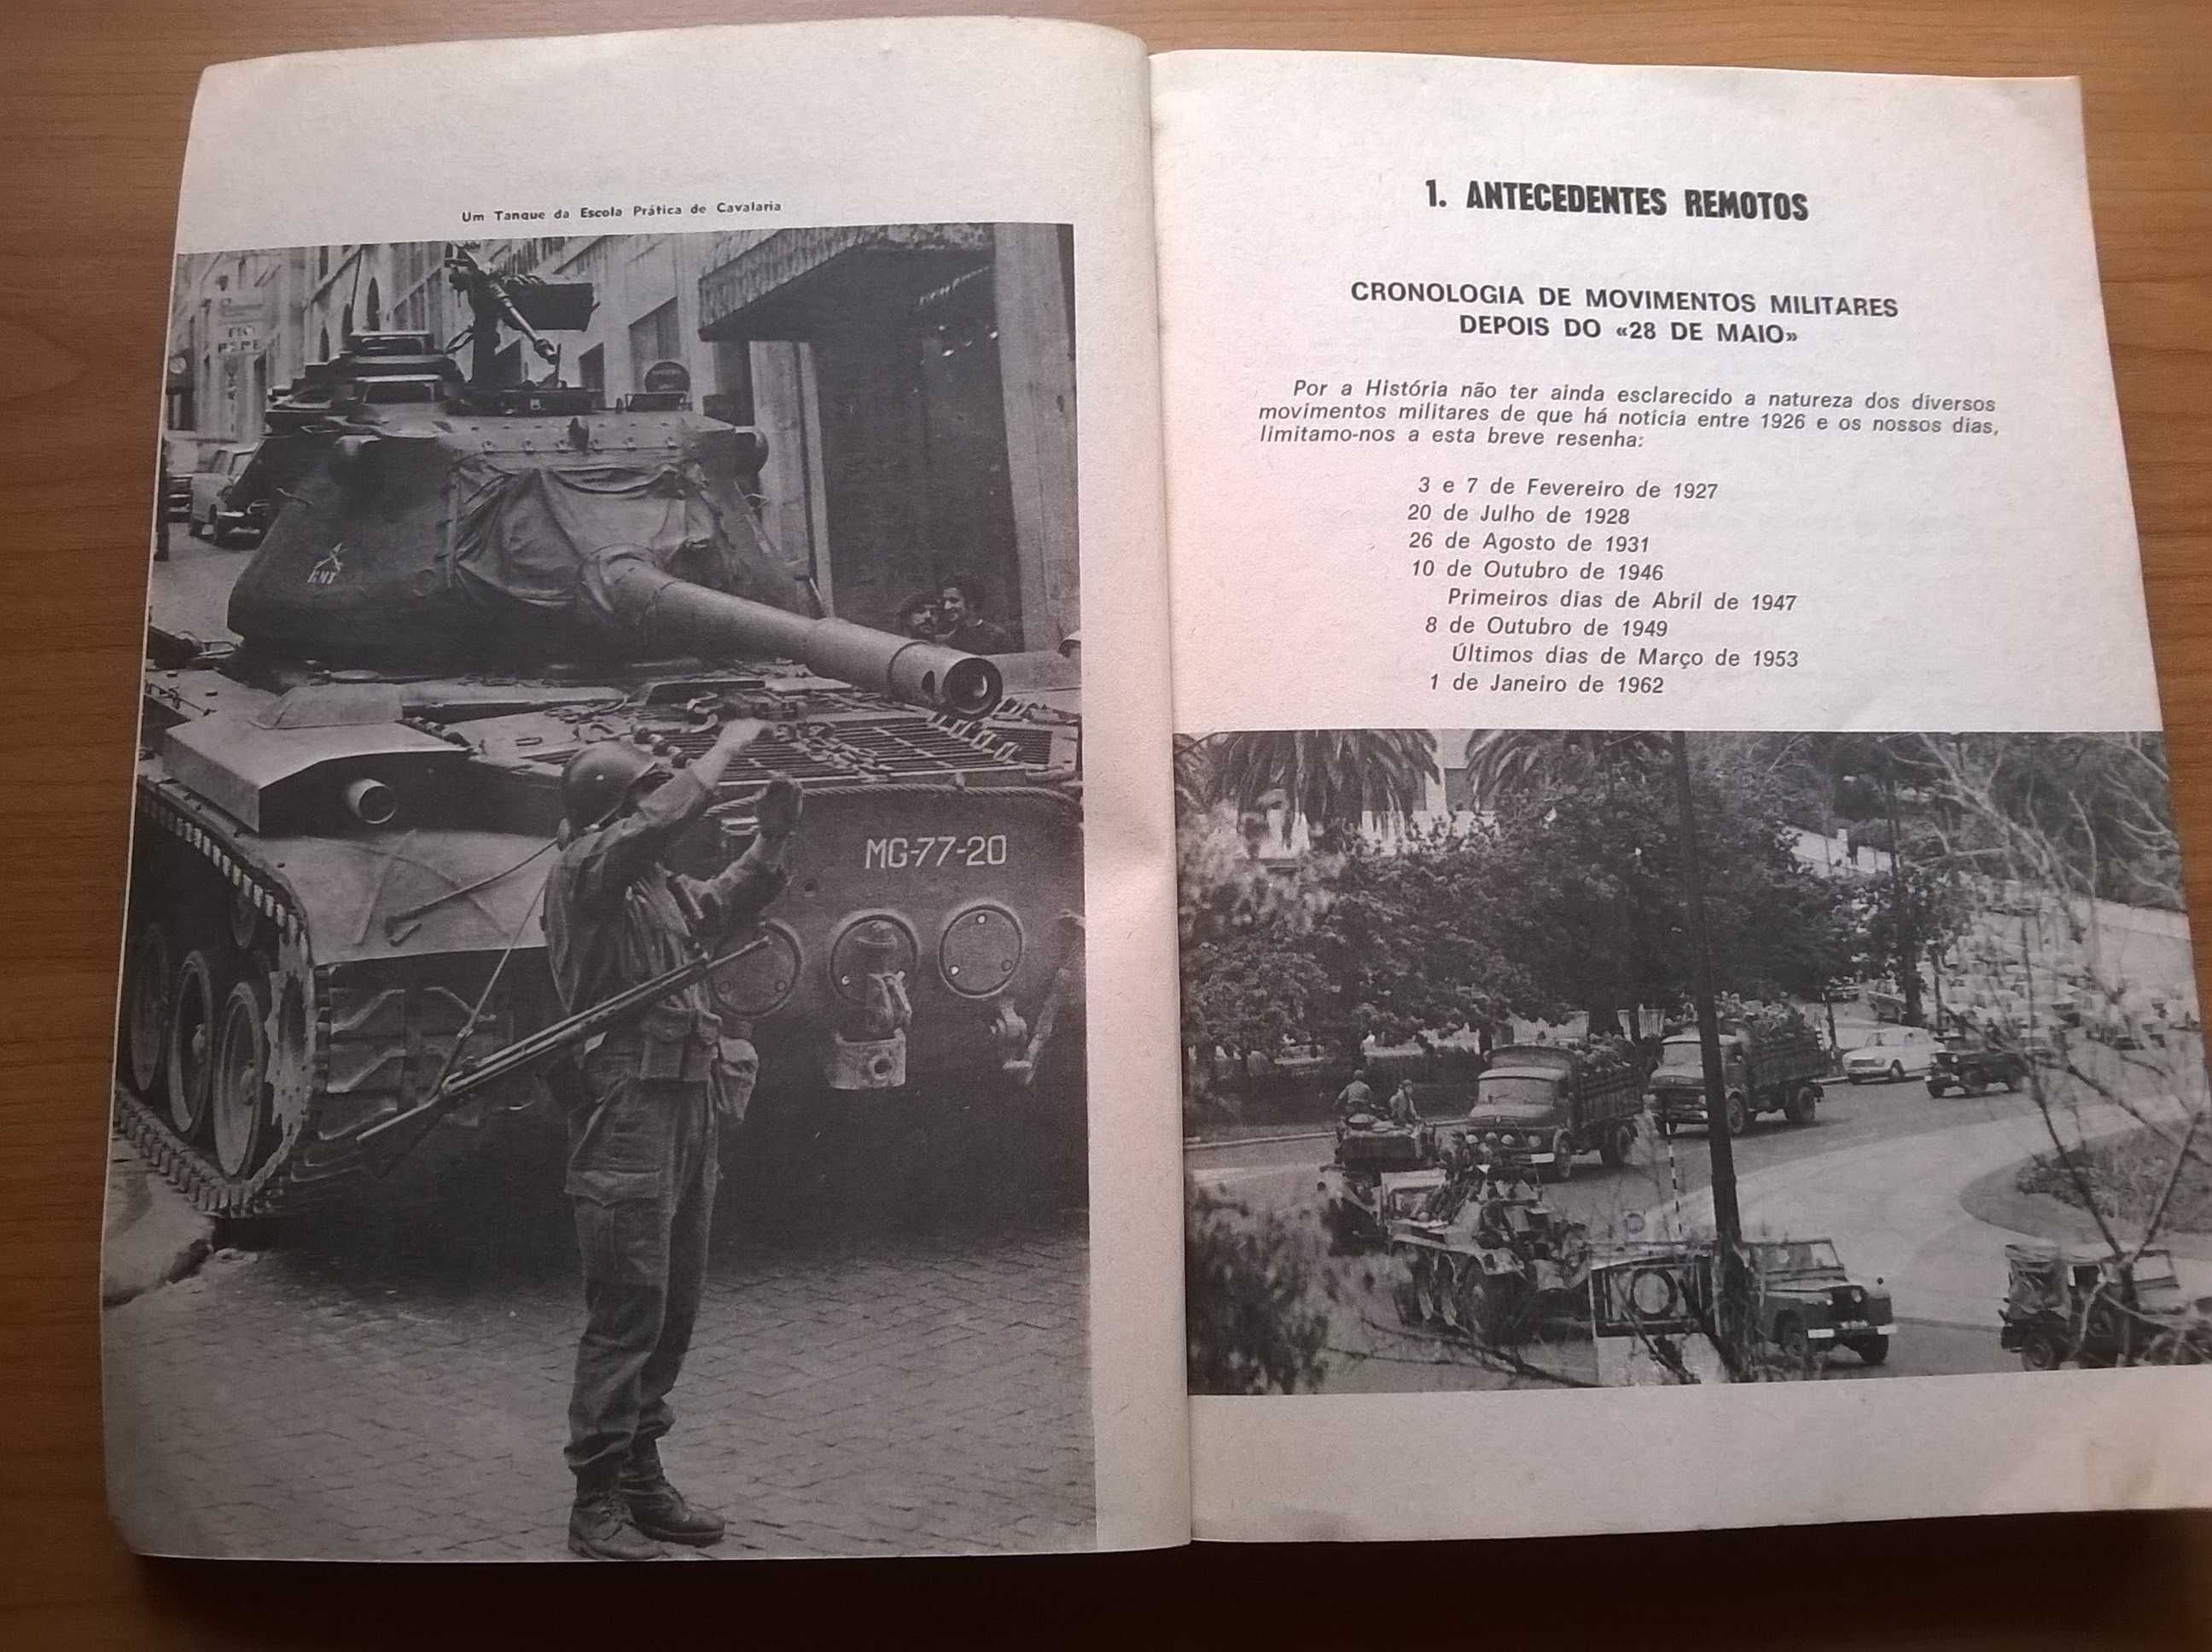 Um Tanque da Escola Prática de Cavalaria
MG-77-20
1. ANTECEDENTES REMOTOS
CRONOLOGIA DE MOVIMENTOS MILITARES
DEPOIS DO «28 DE MAIO»
Por a História não ter ainda esclarecido a natureza dos diversos
movimentos militares de que há notícia entre 1926 e os nossos dias,
limitamo-nos a esta breve resenha:
3 e 7 de Fevereiro de 1927
20 de Julho de 1928
26 de Agosto de 1931
10 de Outubro de 1946
Primeiros dias de Abril de 1947
8 de Outubro de 1949
Últimos dias de Março de 1953
1 de Janeiro de 1962